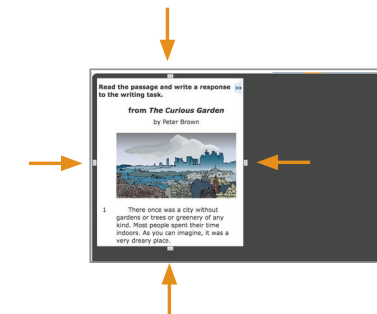 Read the passage and write a response
to the writing task.
from The Curious Garden
by Peter Brown
1 There once was a city without
gardens or trees or greenery of any
kind. Most people spent their time
indoors. As you can imagine, it was a
very dreary place.